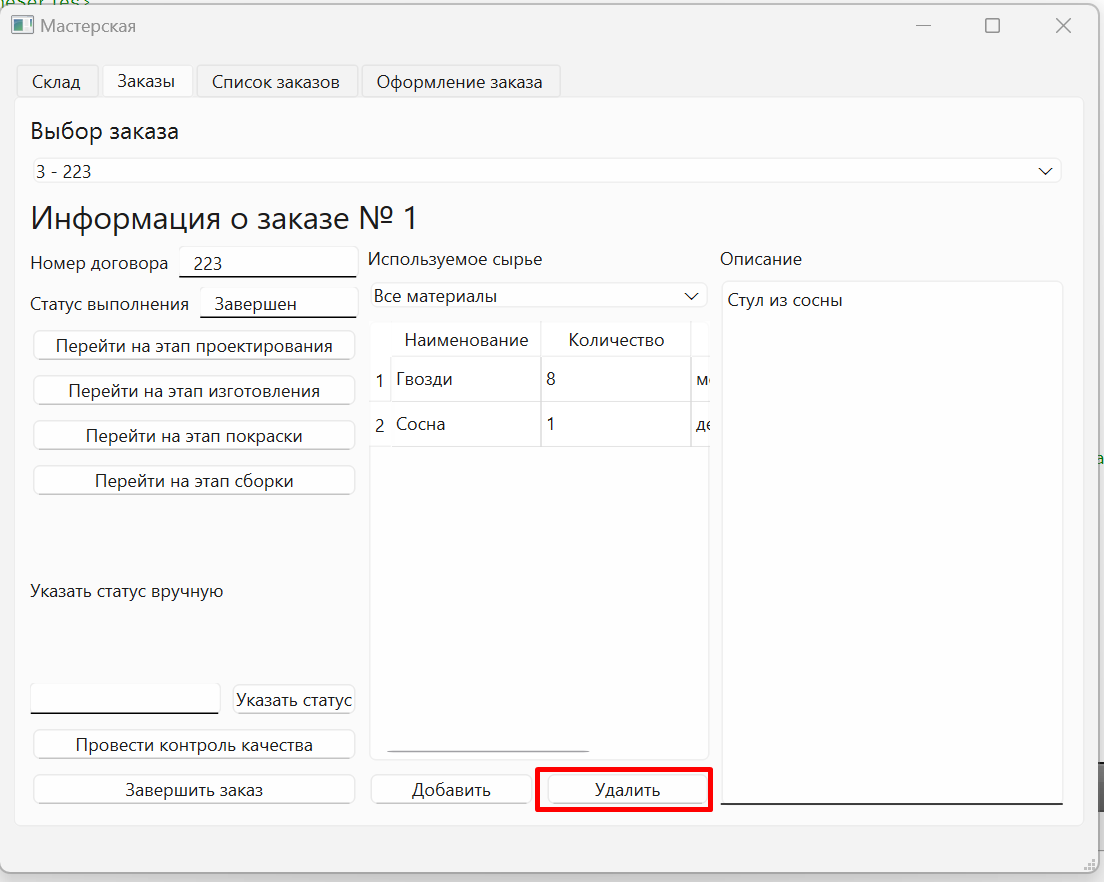 Мастерская
Склад
Заказы
Список заказов
Оформление заказа
Выбор заказа
3 - 223
Информация о заказе № 1
Номер договора
223
Статус выполнения
Завершен
Перейти на этап проектирования
Перейти на этап изготовления
Перейти на этап покраски
Перейти на этап сборки
Указать статус вручную
Указать статус
Провести контроль качества
Завершить заказ
Используемое сырье
Все материалы
Наименование
Количество
1 Гвозди 8
2 Сосна 1
Добавить
Удалить
Описание
Стул из сосны